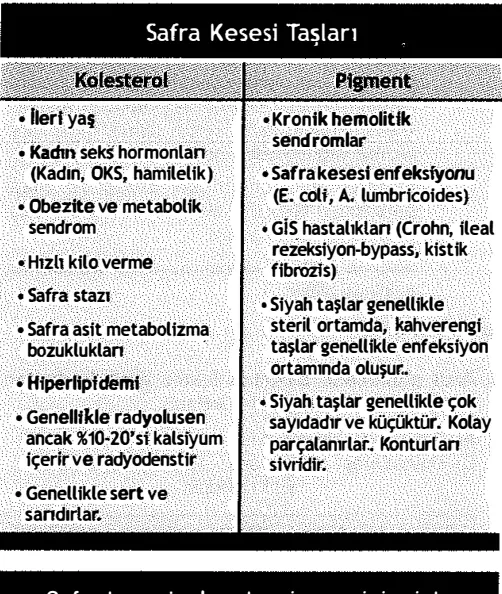 Safra Kesesi Taşları
Kolesterol
• İleri yaş
• Kadın seks hormonları
(Kadın, OKS, hamilelik)
• Obezite ve metabolik
sendrom
• Hızlı kilo verme
• Safra stazı
• Safra asit metabolizma
bozuklukları
• Hiperlipidemi
• Genellikle radyolusen
ancak %10-20'si kalsiyum
içerir ve radyodenstir
• Genellikle sert ve
sarıdırlar.
Pigment
• Kronik hemolitik
sendromlar
• Safra kesesi enfeksiyonu
(E. coli, A. lumbricoides)
• GİS hastalıkları (Crohn, ileal
rezeksiyon-bypass, kistik
fibrozis)
• Siyah taşlar genellikle
steril ortamda, kahverengi
taşlar genellikle enfeksiyon
ortamında oluşur..
• Siyah taşlar genellikle çok
sayıdadır ve küçüktür. Kolay
parçalanırlar.. Konturları
sivridir.